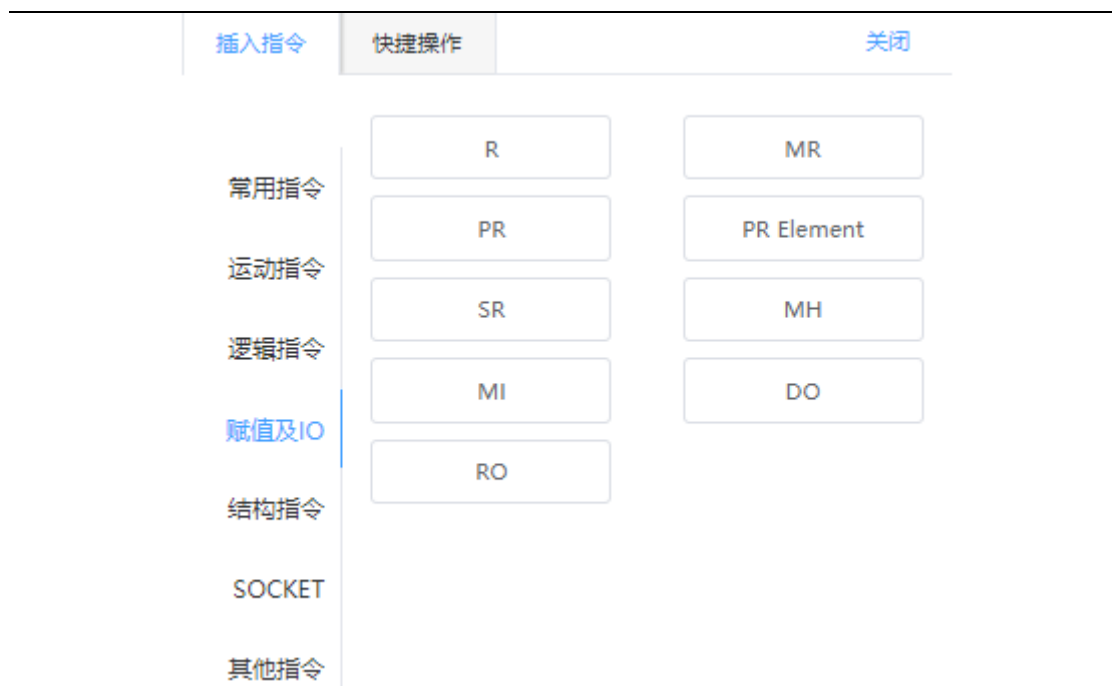 插入指令 快捷操作 关闭
常用指令
运动指令
逻辑指令
赋值及IO
结构指令
SOCKET
其他指令
R MR
PR PR Element
SR MH
MI DO
RO